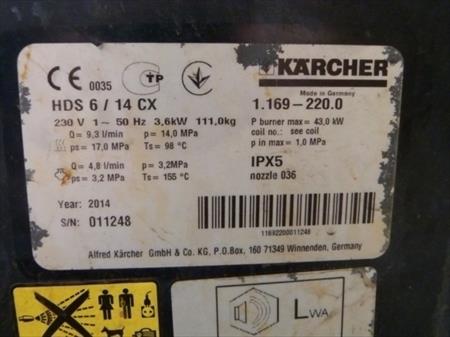 CE 0035 TP KÄRCHER
Made in Germany
HDS 6 / 14 CX 1.169-220.0
230 V 1~ 50 Hz 3,6kW 111,0kg P burner max = 43,0 kW
Q = 9,3 l/min p = 14,0 MPa coil no.: see coil
ps = 17,0 MPa Ts = 98 °C p in max = 1,0 MPa
Q = 4,8 l/min p = 3,2MPa IPX5
ps = 3,2 MPa Ts = 155 °C nozzle 036
Year: 2014
S/N: 011248
11692200011248
Alfred Kärcher GmbH & Co. KG, P.O.Box, 160 71349 Winnenden, Germany
LWA